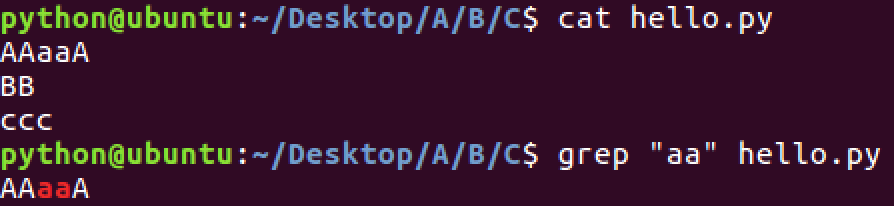 python@ubuntu:~/Desktop/A/B/C$ cat hello.py
AAaaA
BB
ccc
python@ubuntu:~/Desktop/A/B/C$ grep "aa" hello.py
AAaaA